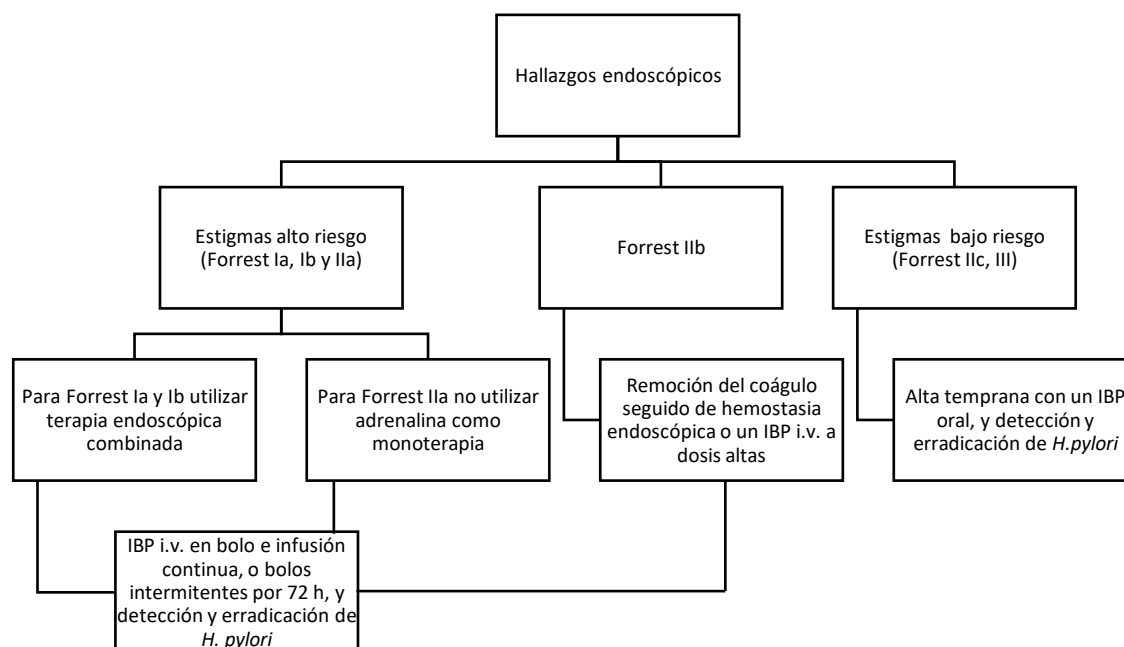 Hallazgos endoscópicos
Estigmas alto riesgo
(Forrest Ia, Ib y IIa)
Forrest IIb
Estigmas bajo riesgo
(Forrest IIc, III)
Para Forrest Ia y Ib utilizar
terapia endoscópica
combinada
Para Forrest IIa no utilizar
adrenalina como
monoterapia
Remoción del coágulo
seguido de hemostasia
endoscópica o un IBP i.v. a
dosis altas
Alta temprana con un IBP
oral, y detección y
erradicación de H.pylori
IBP i.v. en bolo e infusión
continua, o bolos
intermitentes por 72 h, y
detección y erradicación de
H. pylori